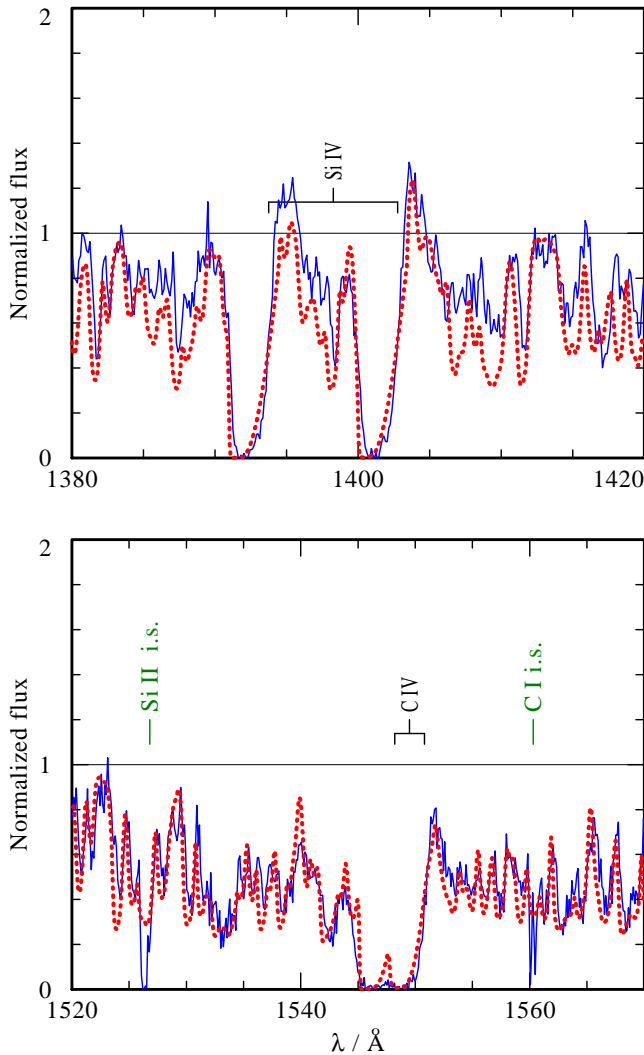 2
1
0
Normalized flux
Si IV
1380
1400
1420
2
1
0
Normalized flux
Si II i.s.
C IV
C I i.s.
1520
1540
1560
λ / Å